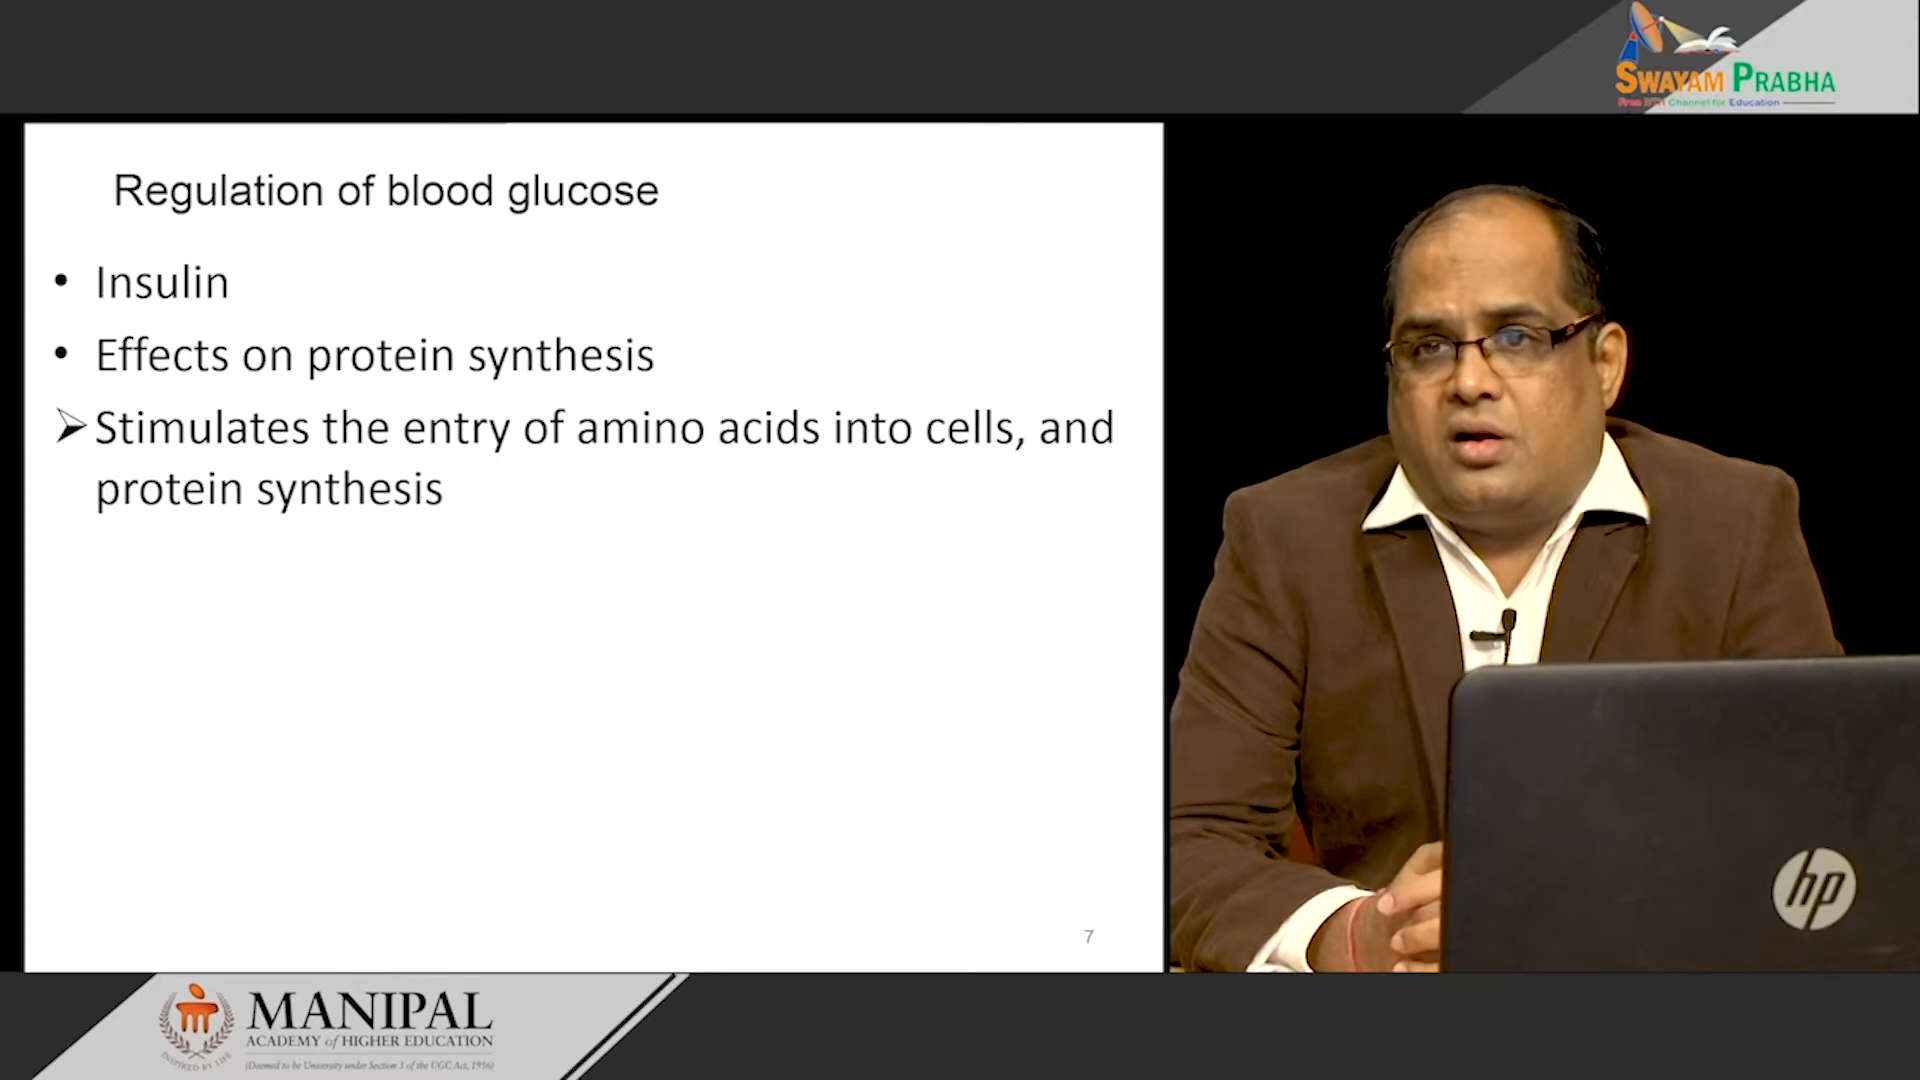 SWAYAM PRABHA
Free DTH Channel for Education
Regulation of blood glucose
• Insulin
• Effects on protein synthesis
➢ Stimulates the entry of amino acids into cells, and
protein synthesis
7
hp
MANIPAL
ACADEMY of HIGHER EDUCATION
(Deemed to be University under Section 3 of the UGC Act, 1956)
INSPIRED BY LIFE